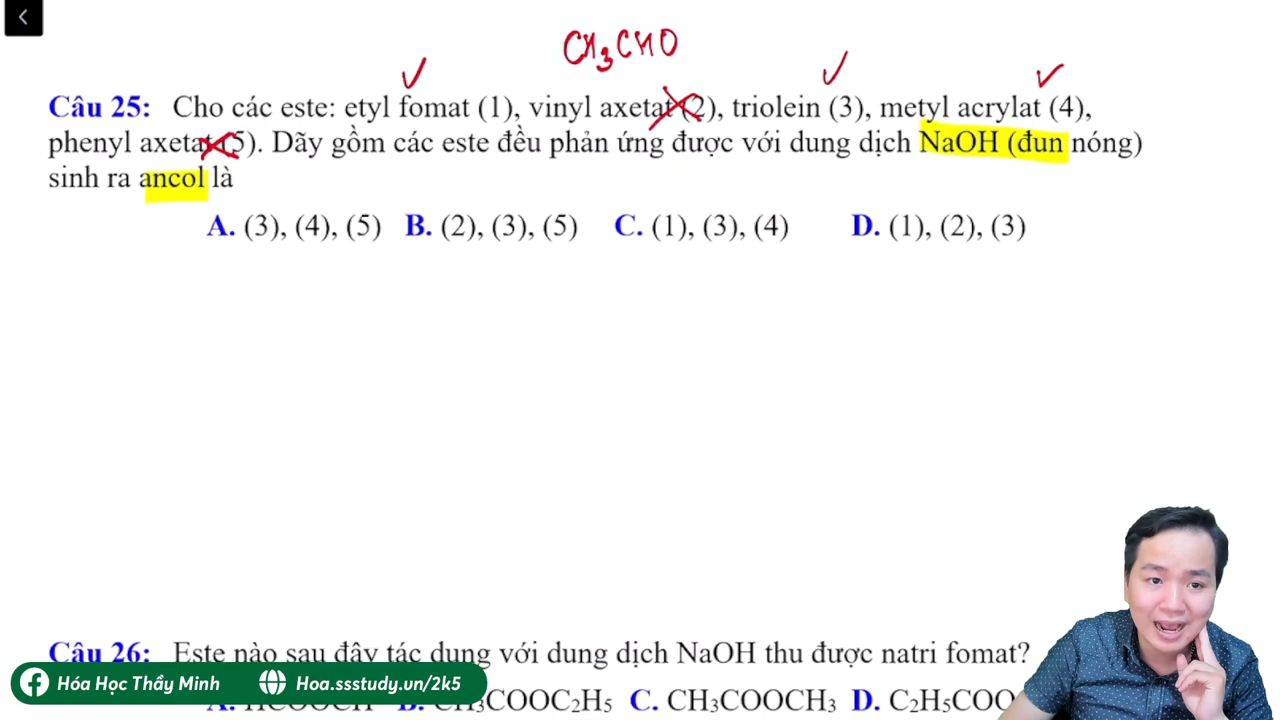 CH₃CHO
Câu 25: Cho các este: etyl fomat (1), vinyl axetat (2), triolein (3), metyl acrylat (4),
phenyl axetat (5). Dãy gồm các este đều phản ứng được với dung dịch NaOH (đun nóng)
sinh ra ancol là
A. (3), (4), (5) B. (2), (3), (5) C. (1), (3), (4) D. (1), (2), (3)
Câu 26: Este nào sau đây tác dụng với dung dịch NaOH thu được natri fomat?
C. CH₃COOCH₃ D.
Hóa Học Thầy Minh Hoa.ssstudy.vn/2k5